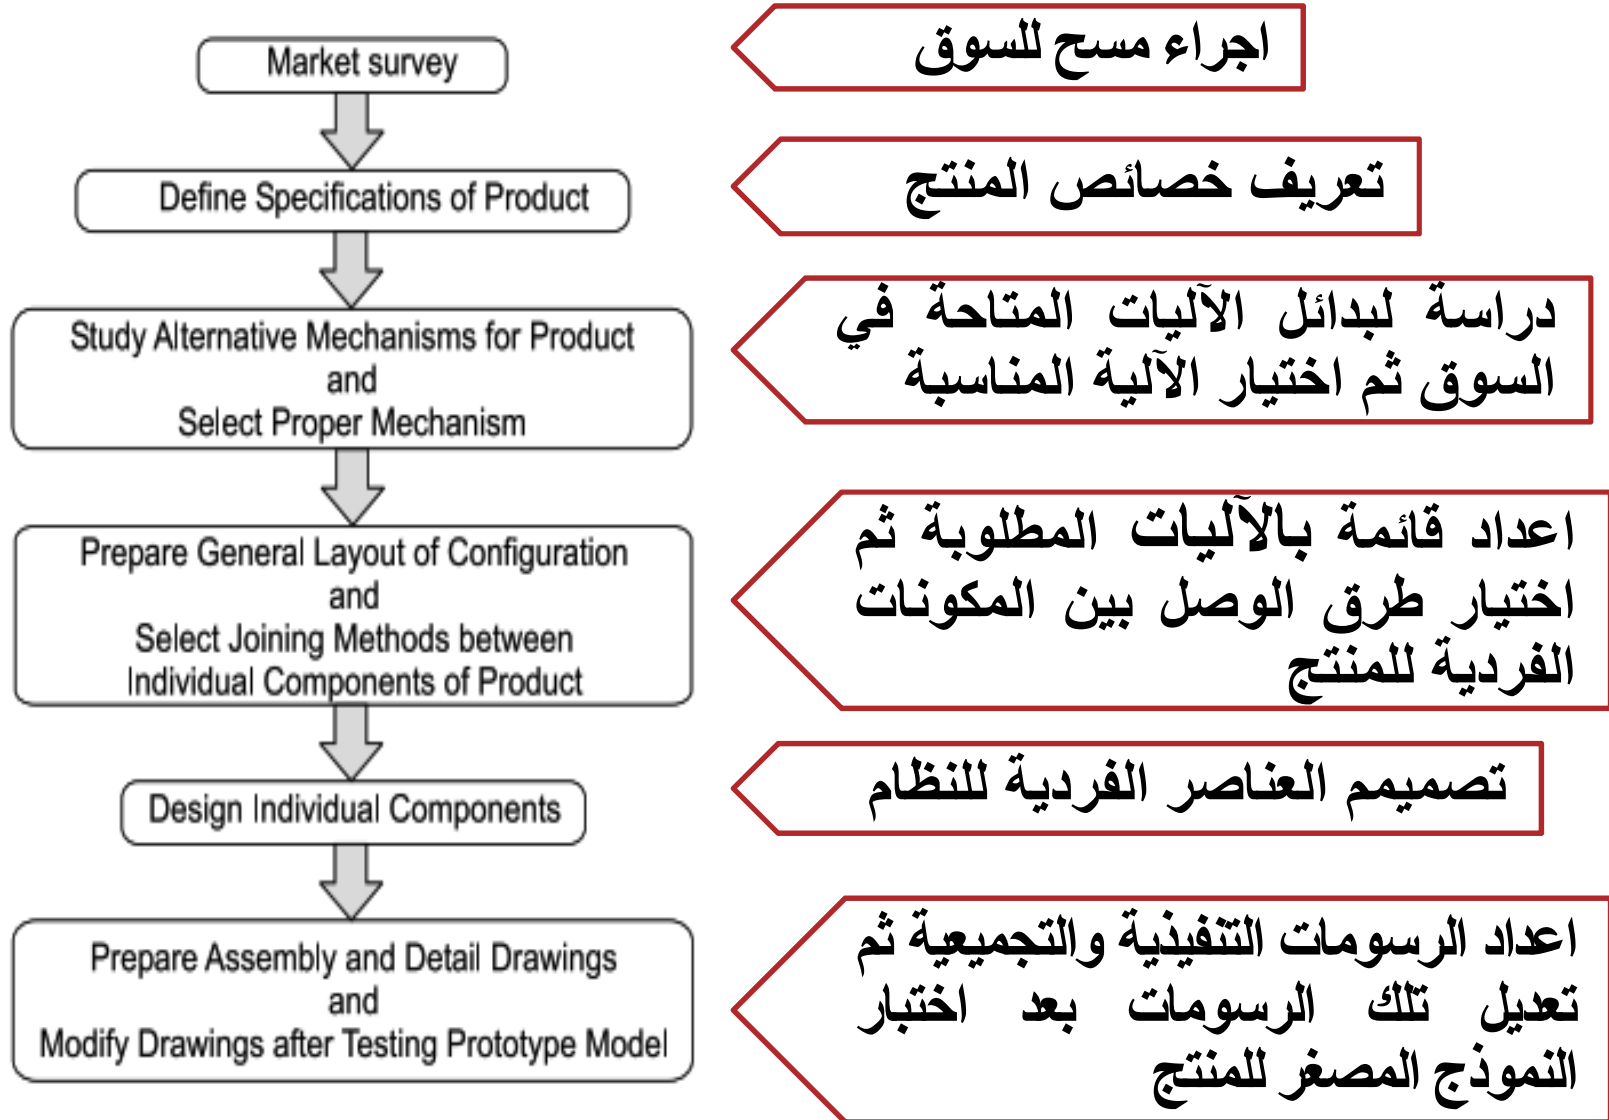 Market survey
اجراء مسح للسوق
Define Specifications of Product
تعريف خصائص المنتج
Study Alternative Mechanisms for Product
and
Select Proper Mechanism
دراسة لبدائل الآليات المتاحة في
السوق ثم اختيار الآلية المناسبة
Prepare General Layout of Configuration
and
Select Joining Methods between
Individual Components of Product
اعداد قائمة بالآليات المطلوبة ثم
اختيار طرق الوصل بين المكونات
الفردية للمنتج
Design Individual Components
تصميمم العناصر الفردية للنظام
Prepare Assembly and Detail Drawings
and
Modify Drawings after Testing Prototype Model
اعداد الرسومات التنفيذية والتجميعية ثم
تعديل تلك الرسومات بعد اختبار
النموذج المصغر للمنتج